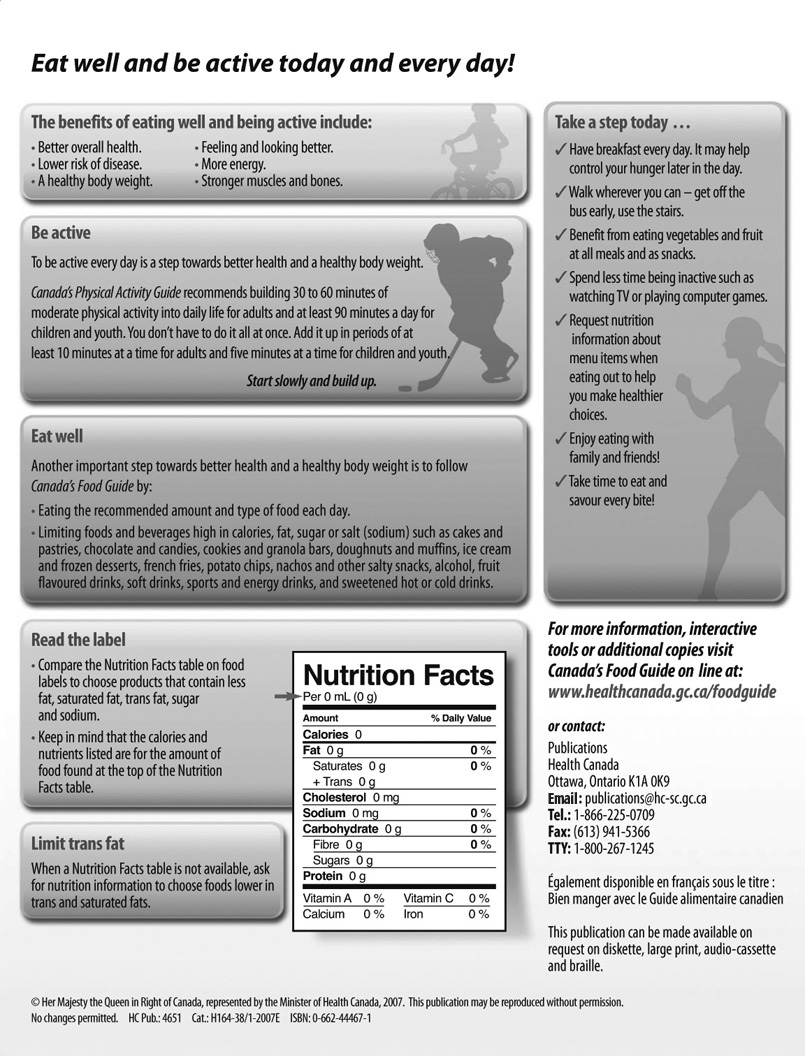 Eat well and be active today and every day!
The benefits of eating well and being active include:
• Better overall health.
• Lower risk of disease.
• A healthy body weight.
• Feeling and looking better.
• More energy.
• Stronger muscles and bones.
Be active
To be active every day is a step towards better health and a healthy body weight.
Canada's Physical Activity Guide recommends building 30 to 60 minutes of
moderate physical activity into daily life for adults and at least 90 minutes a day for
children and youth. You don't have to do it all at once. Add it up in periods of at
least 10 minutes at a time for adults and five minutes at a time for children and youth.
Start slowly and build up.
Eat well
Another important step towards better health and a healthy body weight is to follow
Canada's Food Guide by:
• Eating the recommended amount and type of food each day.
• Limiting foods and beverages high in calories, fat, sugar or salt (sodium) such as cakes and
pastries, chocolate and candies, cookies and granola bars, doughnuts and muffins, ice cream
and frozen desserts, french fries, potato chips, nachos and other salty snacks, alcohol, fruit
flavoured drinks, soft drinks, sports and energy drinks, and sweetened hot or cold drinks.
Read the label
• Compare the Nutrition Facts table on food
labels to choose products that contain less
fat, saturated fat, trans fat, sugar
and sodium.
• Keep in mind that the calories and
nutrients listed are for the amount of
food found at the top of the Nutrition
Facts table.
Limit trans fat
When a Nutrition Facts table is not available, ask
for nutrition information to choose foods lower in
trans and saturated fats.
Nutrition Facts
Per 0 mL (0 g)
Amount % Daily Value
Calories 0
Fat 0 g 0 %
Saturates 0 g 0 %
+ Trans 0 g
Cholesterol 0 mg
Sodium 0 mg 0 %
Carbohydrate 0 g 0 %
Fibre 0 g 0 %
Sugars 0 g
Protein 0 g
Vitamin A 0 % Vitamin C 0 %
Calcium 0 % Iron 0 %
Take a step today …
✓ Have breakfast every day. It may help
control your hunger later in the day.
✓ Walk wherever you can – get off the
bus early, use the stairs.
✓ Benefit from eating vegetables and fruit
at all meals and as snacks.
✓ Spend less time being inactive such as
watching TV or playing computer games.
✓ Request nutrition
information about
menu items when
eating out to help
you make healthier
choices.
✓ Enjoy eating with
family and friends!
✓ Take time to eat and
savour every bite!
For more information, interactive
tools or additional copies visit
Canada's Food Guide on line at:
www.healthcanada.gc.ca/foodguide
or contact:
Publications
Health Canada
Ottawa, Ontario K1A 0K9
Email: publications@hc-sc.gc.ca
Tel.: 1-866-225-0709
Fax: (613) 941-5366
TTY: 1-800-267-1245
Également disponible en français sous le titre :
Bien manger avec le Guide alimentaire canadien
This publication can be made available on
request on diskette, large print, audio-cassette
and braille.
© Her Majesty the Queen in Right of Canada, represented by the Minister of Health Canada, 2007. This publication may be reproduced without permission.
No changes permitted. HC Pub.: 4651 Cat.: H164-38/1-2007E ISBN: 0-662-44467-1